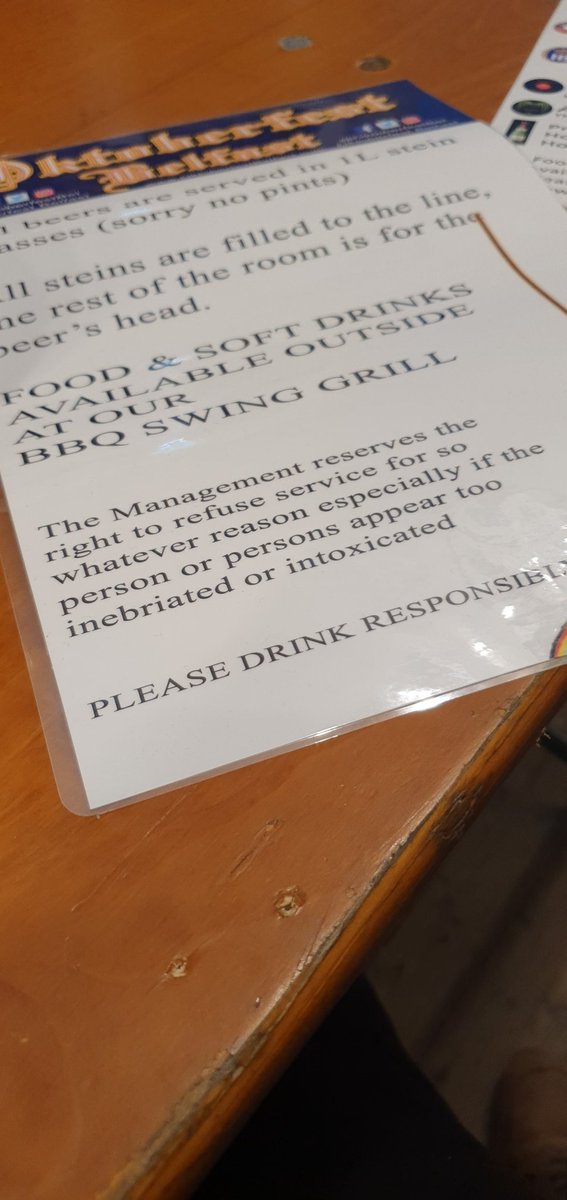 Oktoberfest
Belfast
beers are served in 1L stein
asses (sorry no pints)
ll steins are filled to the line,
he rest of the room is for the
beer's head.
FOOD & SOFT DRINKS
AVAILABLE OUTSIDE
AT OUR
BBQ SWING GRILL
The Management reserves the
right to refuse service for so
whatever reason especially if the
person or persons appear too
inebriated or intoxicated
PLEASE DRINK RESPONSIBLY